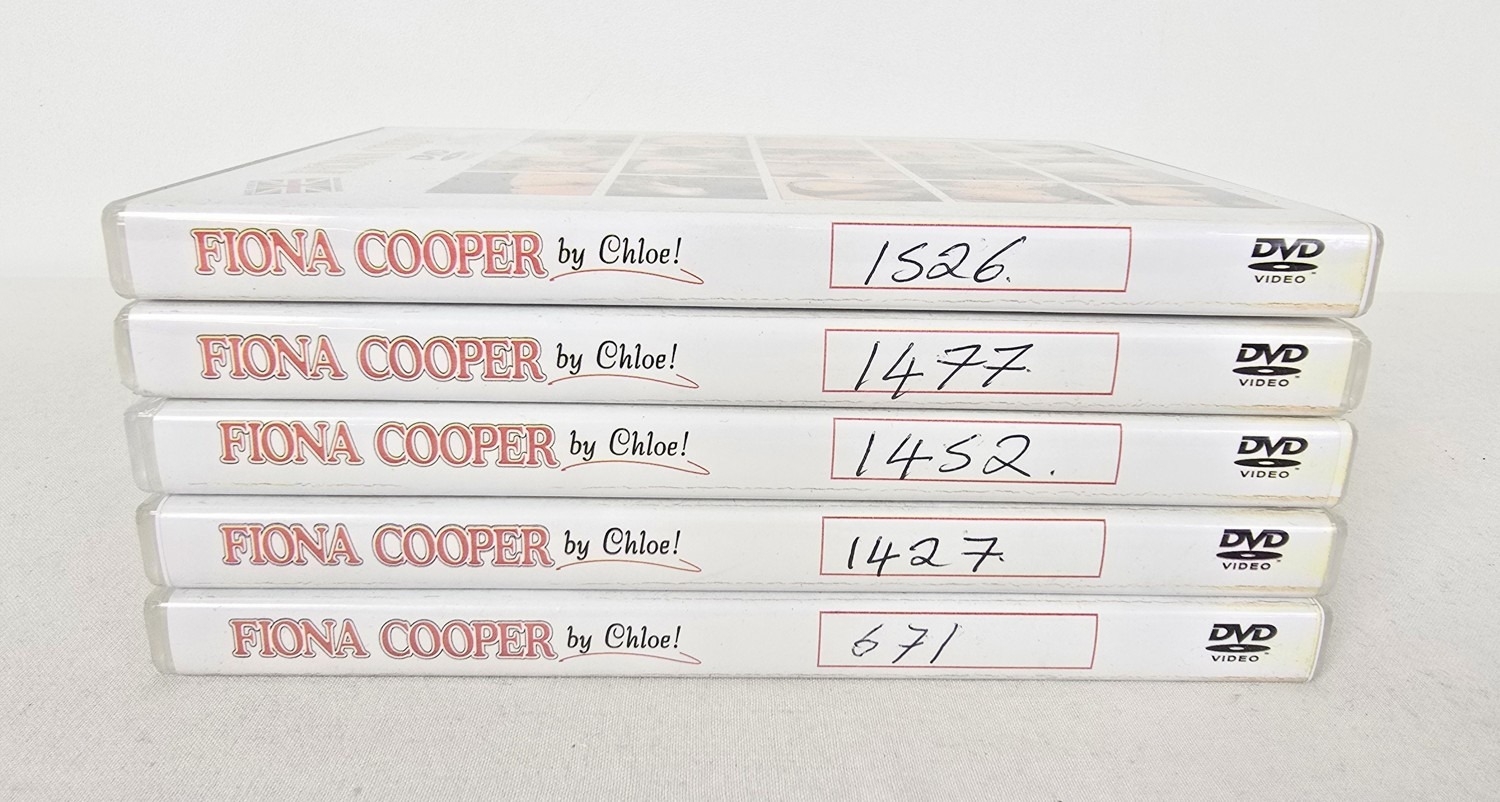 FIONA COOPER by Chloe! 1526. DVD VIDEO
FIONA COOPER by Chloe! 1477. DVD VIDEO
FIONA COOPER by Chloe! 1452. DVD VIDEO
FIONA COOPER by Chloe! 1427. DVD VIDEO
FIONA COOPER by Chloe! 671 DVD VIDEO